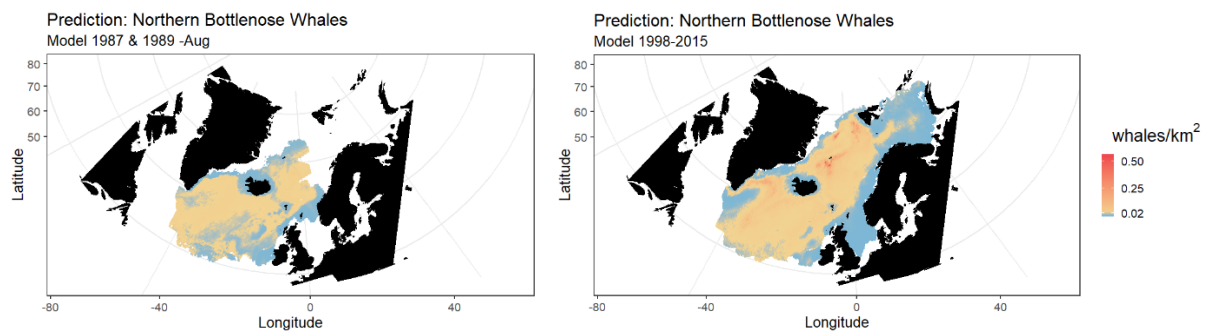 Prediction: Northern Bottlenose Whales
Model 1987 & 1989 -Aug
80
70
60
50
Latitude
-80
-40
0
40
Longitude
Prediction: Northern Bottlenose Whales
Model 1998-2015
80
70
60
50
Latitude
-80
-40
0
40
Longitude
whales/km²
0.50
0.25
0.02